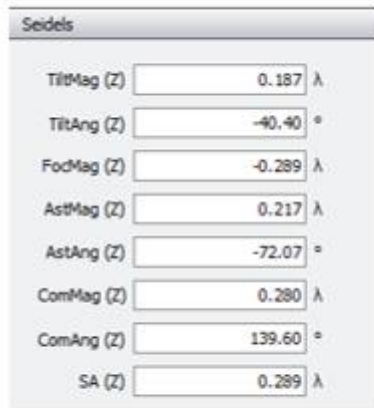 Seidels
TiltMag (Z) 0.187 λ
TiltAng (Z) -40.40 °
FocMag (Z) -0.289 λ
AstMag (Z) 0.217 λ
AstAng (Z) -72.07 °
ComMag (Z) 0.280 λ
ComAng (Z) 139.60 °
SA (Z) 0.289 λ